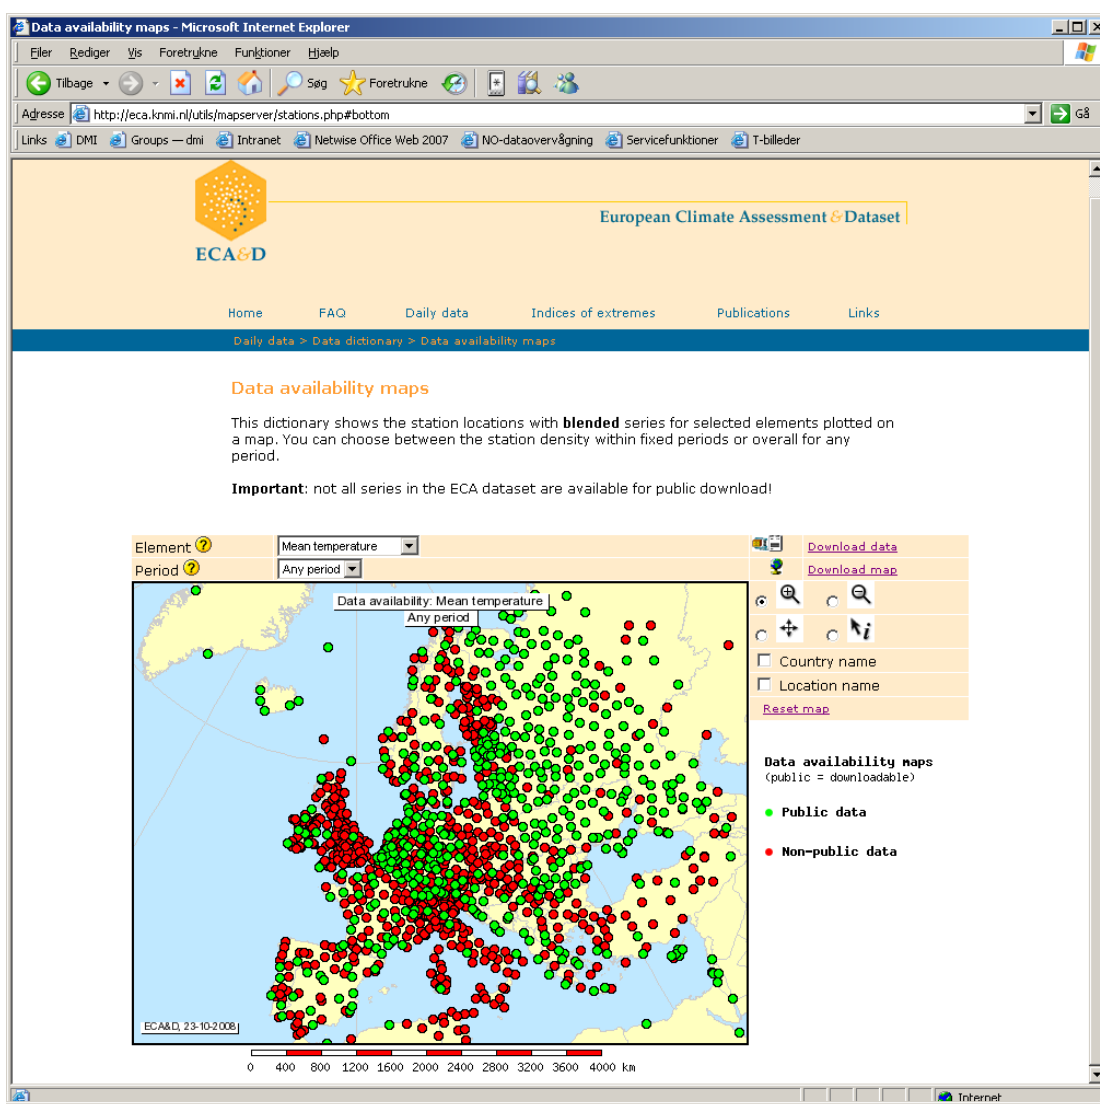 Data availability maps - Microsoft Internet Explorer
Filer Rediger Vis Foretrukne Funktioner Hjælp
Tilbage Søg Foretrukne
Adresse http://eca.knmi.nl/utils/mapserver/stations.php#bottom Gå
Links DMI Groups — dmi Intranet Netwise Office Web 2007 NO-dataovervågning Servicefunktioner T-billeder
European Climate Assessment & Dataset
ECA&D
Home FAQ Daily data Indices of extremes Publications Links
Daily data > Data dictionary > Data availability maps
Data availability maps
This dictionary shows the station locations with blended series for selected elements plotted on
a map. You can choose between the station density within fixed periods or overall for any
period.
Important: not all series in the ECA dataset are available for public download!
Element ? Mean temperature Download data
Period ? Any period Download map
Data availability: Mean temperature
Any period
Country name
Location name
Reset map
Data availability maps
(public = downloadable)
Public data
Non-public data
ECA&D, 23-10-2008
0 400 800 1200 1600 2000 2400 2800 3200 3600 4000 km
Internet